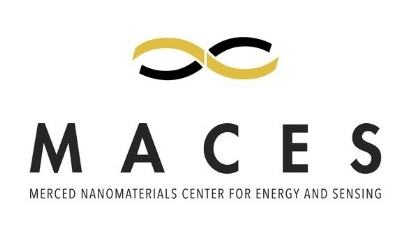 MACES
MERCED NANOMATERIALS CENTER FOR ENERGY AND SENSING